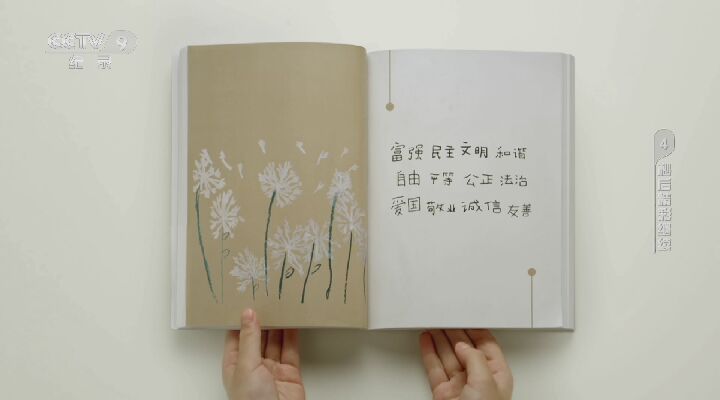 CCTV 9
纪录
富强 民主 文明 和谐
自由 平等 公正 法治
爱国 敬业 诚信 友善
4
稍后精彩继续